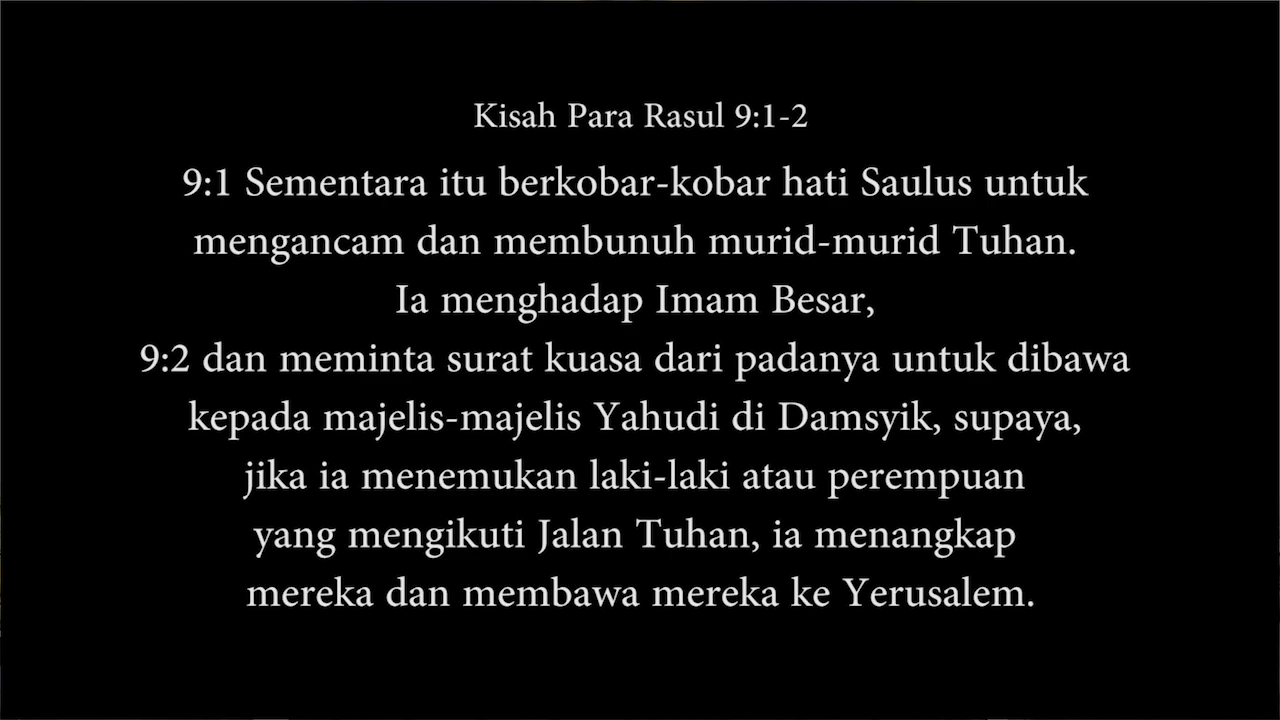 Kisah Para Rasul 9:1-2
9:1 Sementara itu berkobar-kobar hati Saulus untuk
mengancam dan membunuh murid-murid Tuhan.
Ia menghadap Imam Besar,
9:2 dan meminta surat kuasa dari padanya untuk dibawa
kepada majelis-majelis Yahudi di Damsyik, supaya,
jika ia menemukan laki-laki atau perempuan
yang mengikuti Jalan Tuhan, ia menangkap
mereka dan membawa mereka ke Yerusalem.